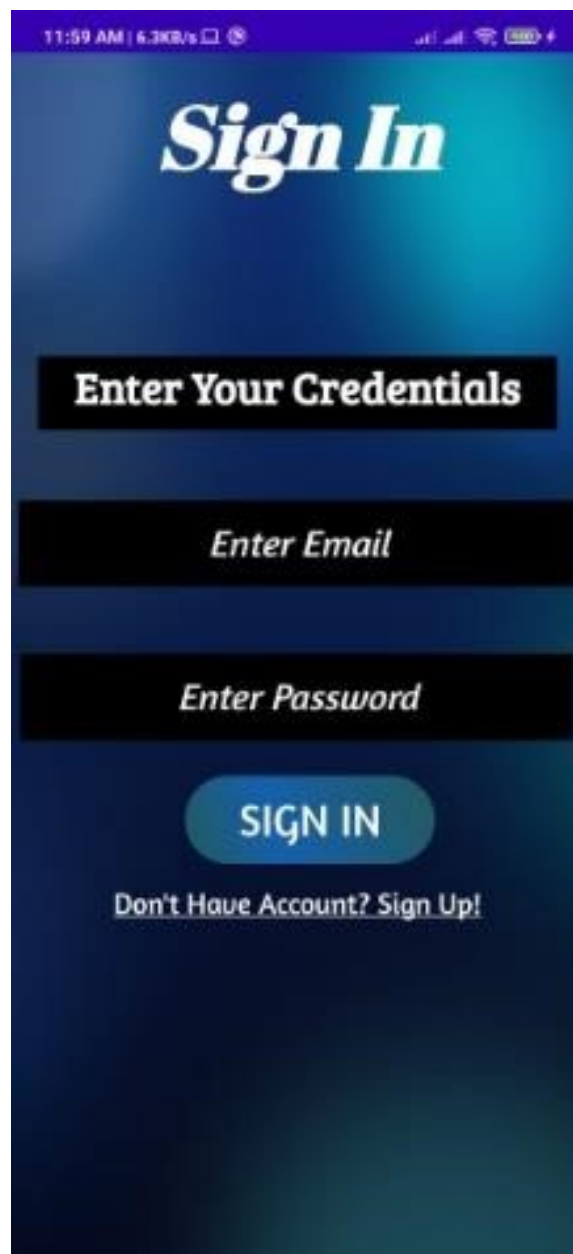 11:59 AM | 6.3KB/s
Sign In
Enter Your Credentials
Enter Email
Enter Password
SIGN IN
Don't Have Account? Sign Up!